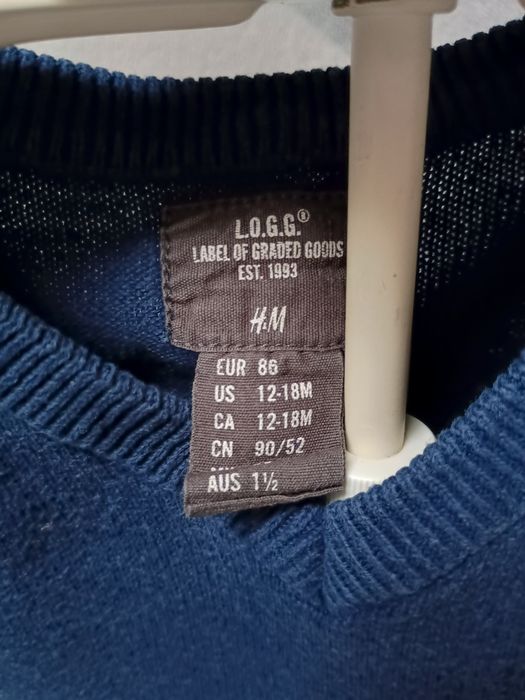 L.O.G.G.®
LABEL OF GRADED GOODS
EST. 1993
H&M
EUR 86
US 12-18M
CA 12-18M
CN 90/52
AUS 1½